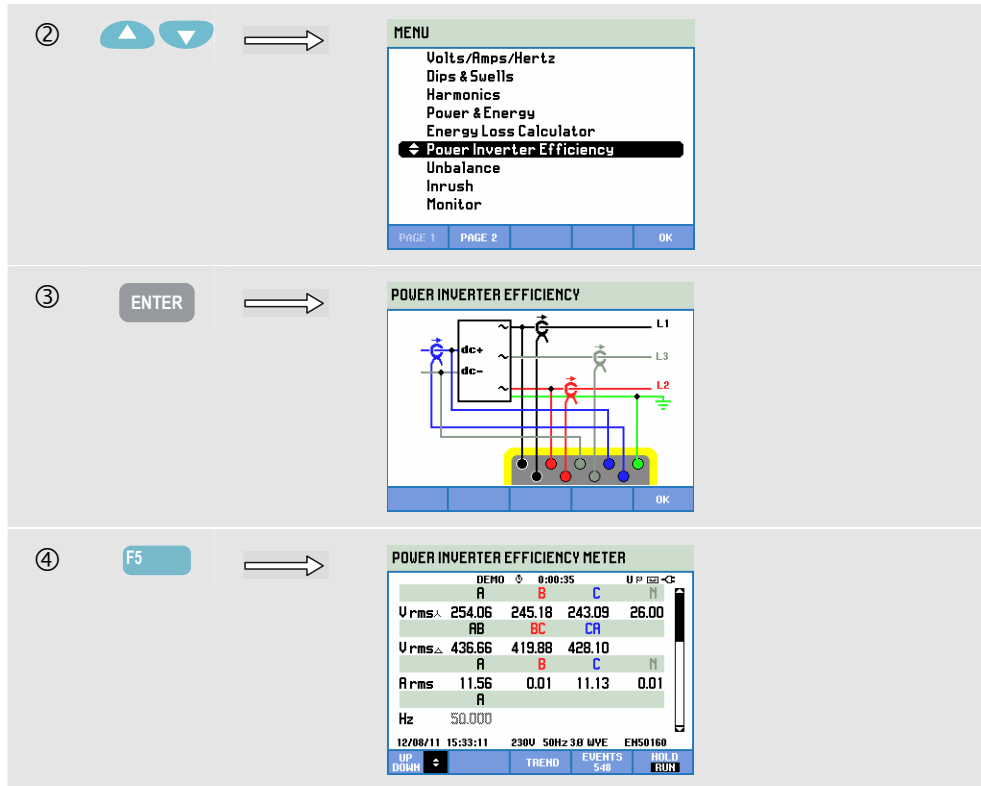 ②
MENU
Volts/Amps/Hertz
Dips & Swells
Harmonics
Power & Energy
Energy Loss Calculator
Power Inverter Efficiency
Unbalance
Inrush
Monitor
PAGE 1 PAGE 2 OK
③ ENTER
POWER INVERTER EFFICIENCY
L1
dc+
L3
dc-
L2
OK
④ F5
POWER INVERTER EFFICIENCY METER
DEMO 0:00:35 U P
A B C N
V rms⅄ 254.06 245.18 243.09 26.00
AB BC CA
V rms△ 436.66 419.88 428.10
A B C N
A rms 11.56 0.01 11.13 0.01
A
Hz 50.000
12/08/11 15:33:11 230V 50Hz 3Ø WYE EN50160
UP DOWN TREND EVENTS 548 HOLD RUN